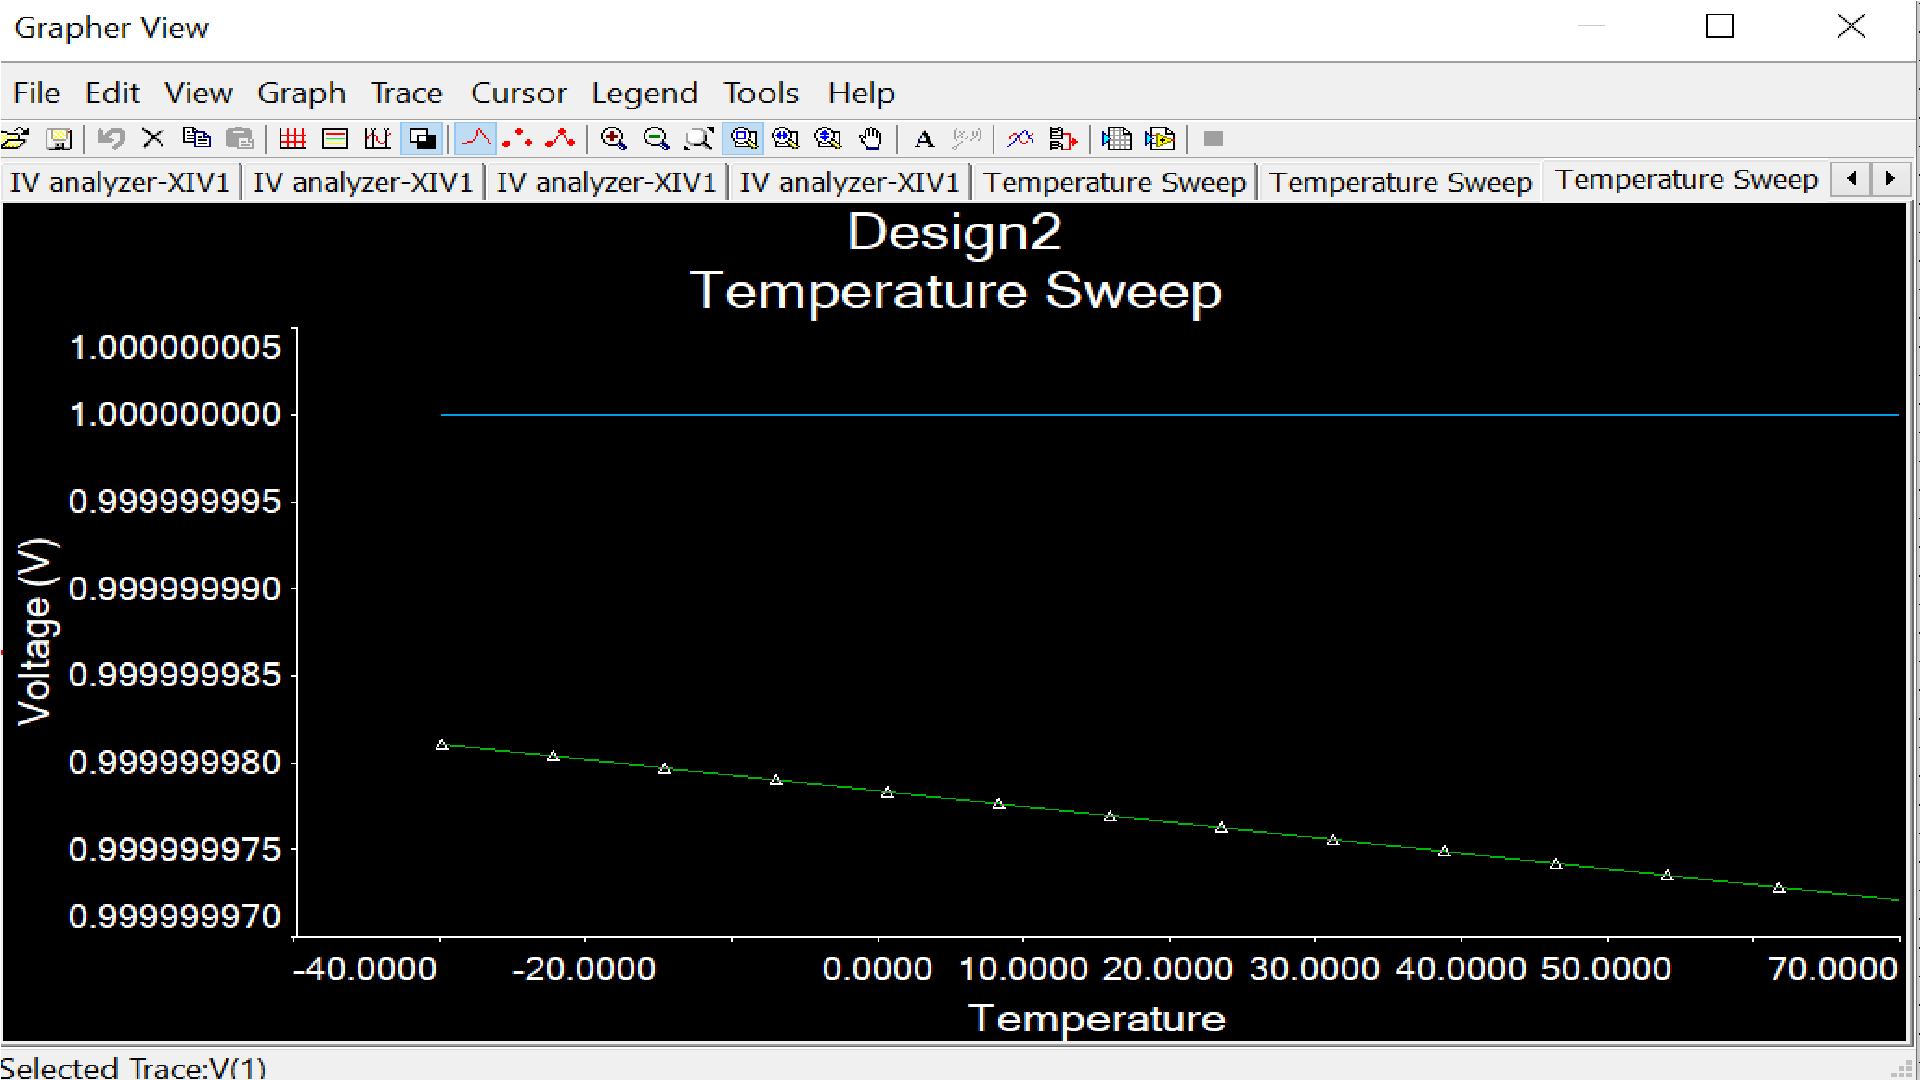 Grapher View
File Edit View Graph Trace Cursor Legend Tools Help
IV analyzer-XIV1 IV analyzer-XIV1 IV analyzer-XIV1 IV analyzer-XIV1 Temperature Sweep Temperature Sweep Temperature Sweep
Design2
Temperature Sweep
1.000000005
1.000000000
0.999999995
0.999999990
0.999999985
0.999999980
0.999999975
0.999999970
Voltage (V)
-40.0000 -20.0000 0.0000 10.0000 20.0000 30.0000 40.0000 50.0000 70.0000
Temperature
Selected Trace:V(1)